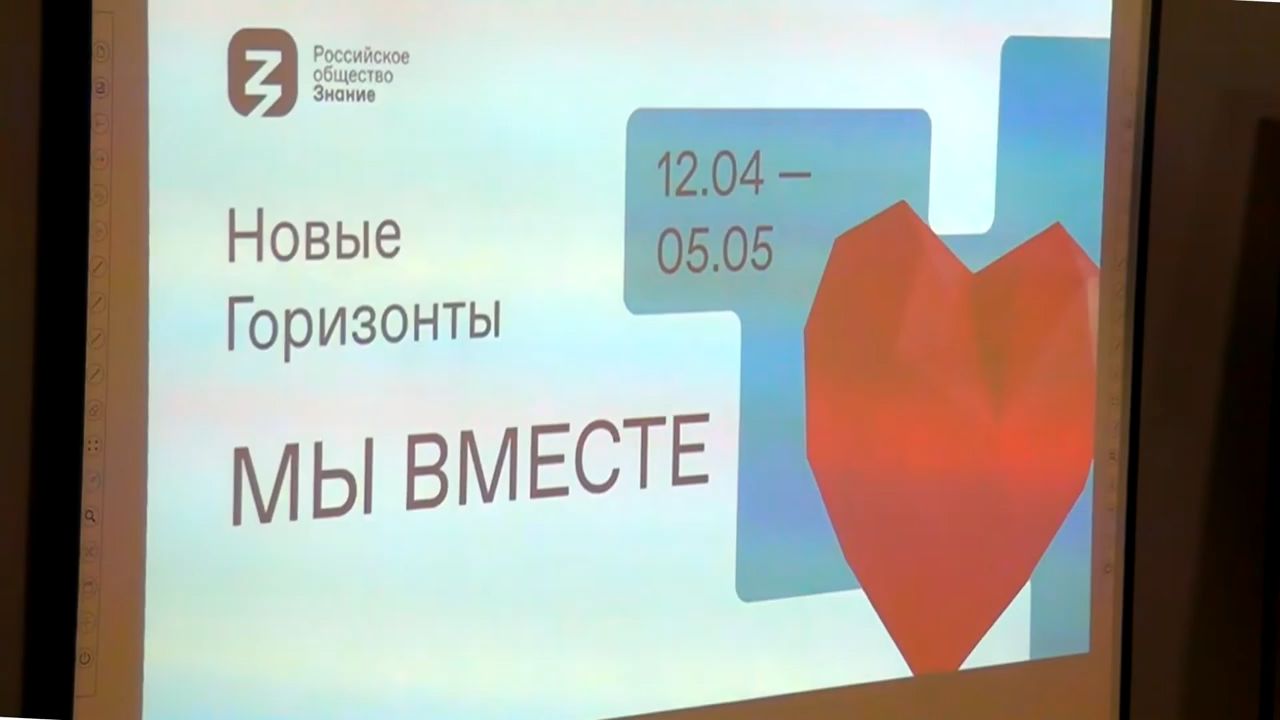 Российское
общество
Знание
12.04 —
05.05
Новые
Горизонты
МЫ ВМЕСТЕ